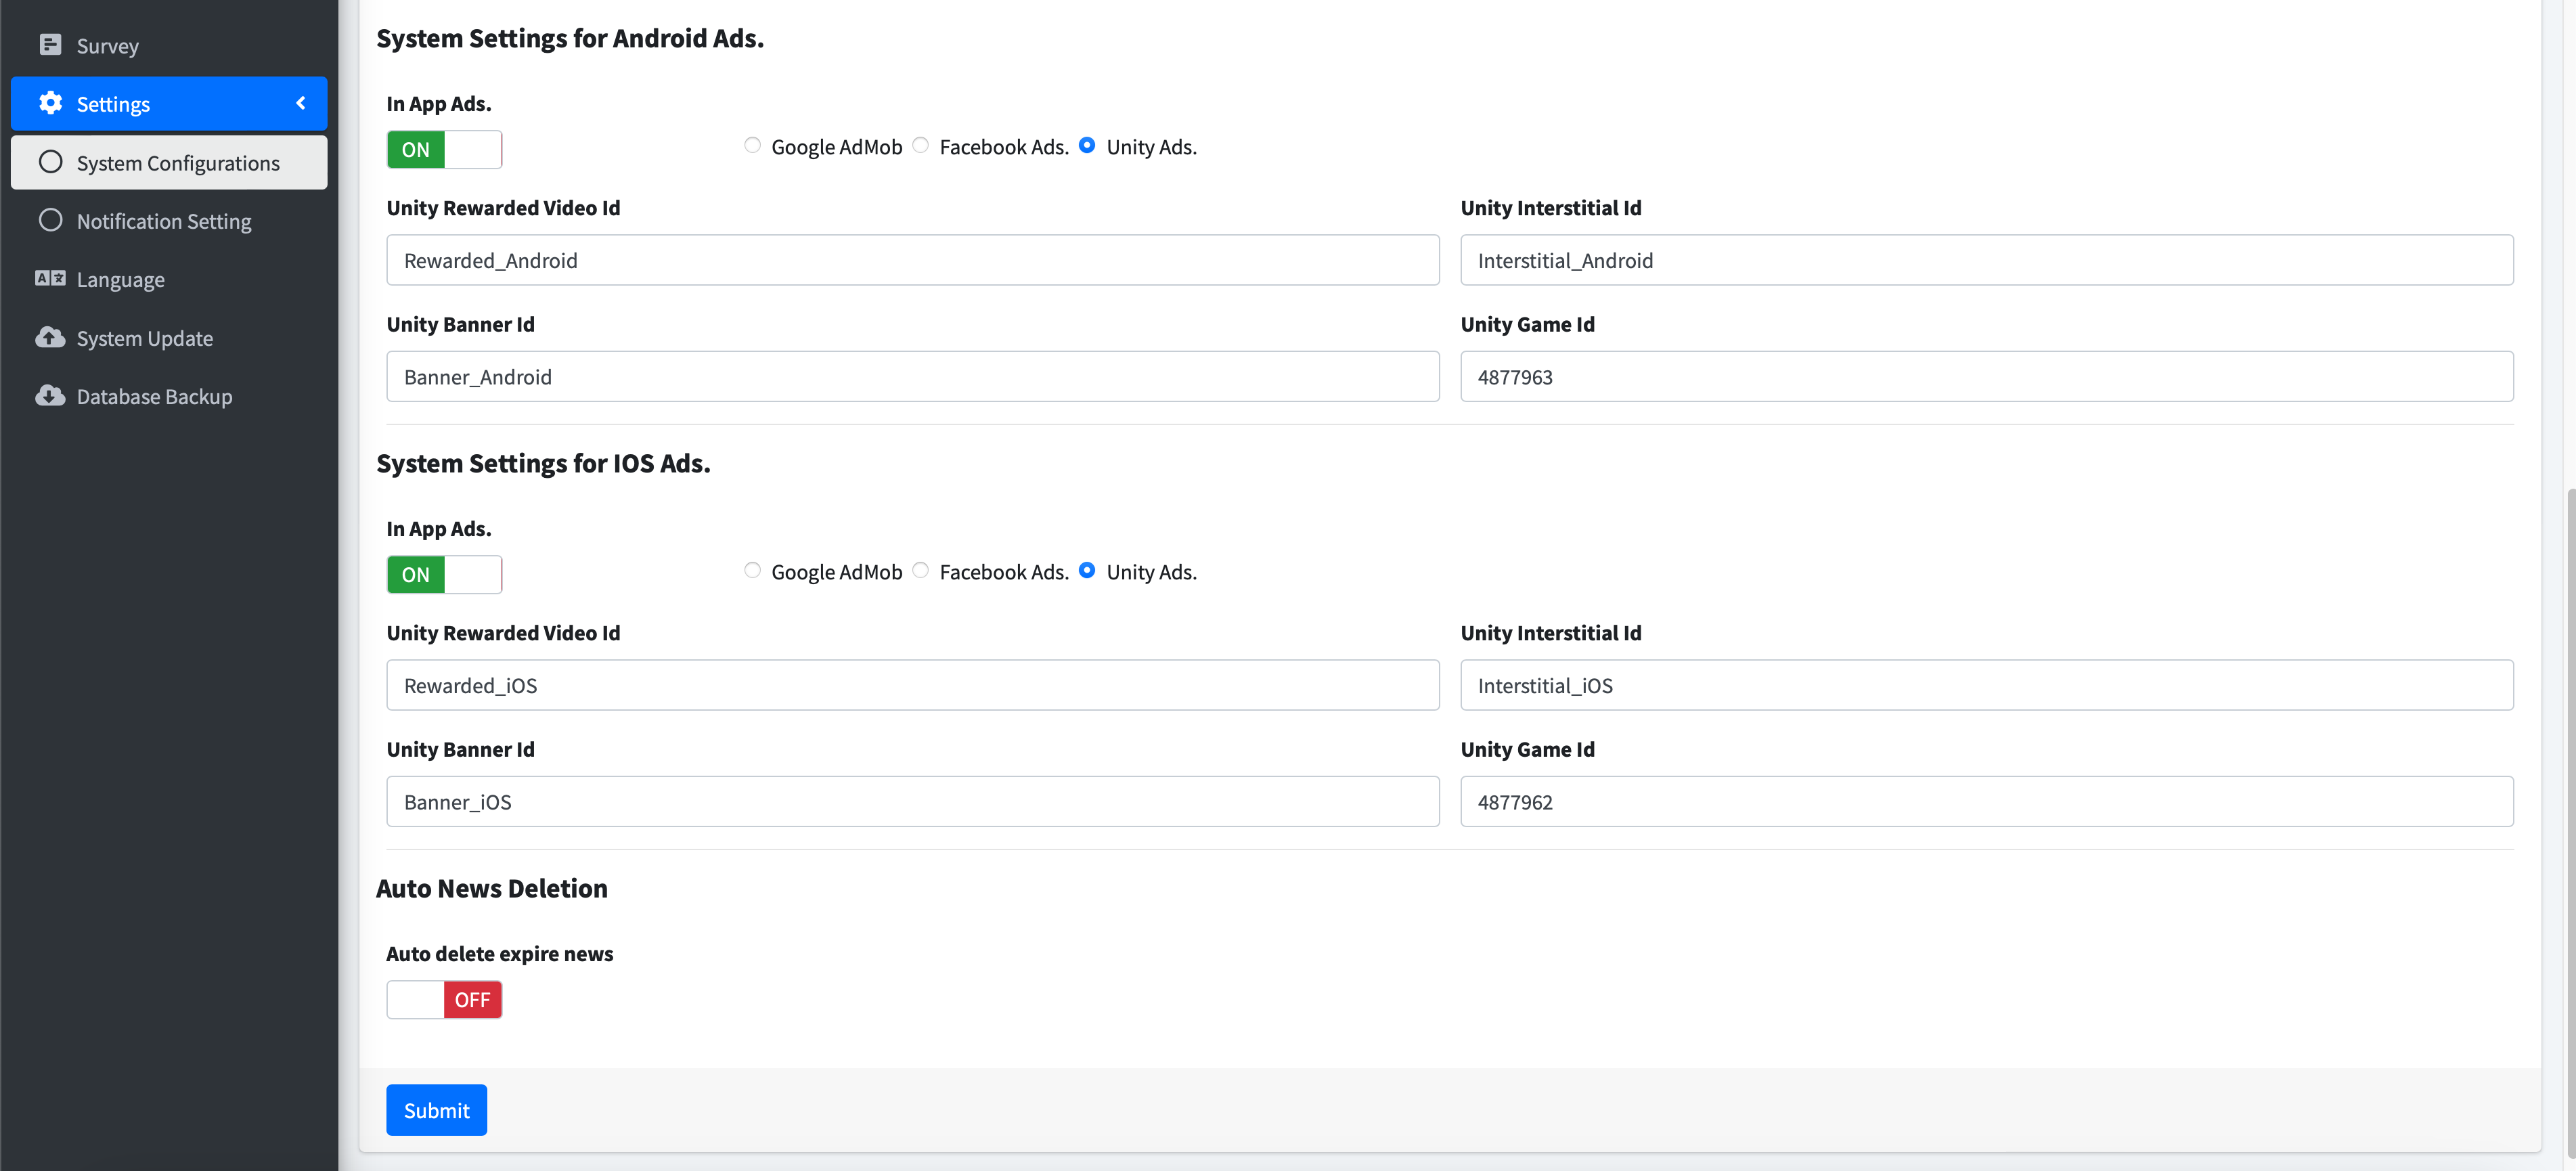 Survey
Settings
System Configurations
Notification Setting
Language
System Update
Database Backup
System Settings for Android Ads.
In App Ads.
ON
Google AdMob Facebook Ads. Unity Ads.
Unity Rewarded Video Id
Unity Interstitial Id
Rewarded_Android
Interstitial_Android
Unity Banner Id
Unity Game Id
Banner_Android
4877963
System Settings for IOS Ads.
In App Ads.
ON
Google AdMob Facebook Ads. Unity Ads.
Unity Rewarded Video Id
Unity Interstitial Id
Rewarded_iOS
Interstitial_iOS
Unity Banner Id
Unity Game Id
Banner_iOS
4877962
Auto News Deletion
Auto delete expire news
OFF
Submit